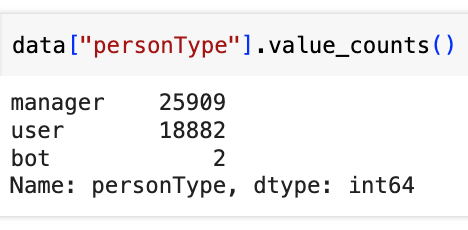 data["personType"].value_counts()
manager    25909
user       18882
bot            2
Name: personType, dtype: int64